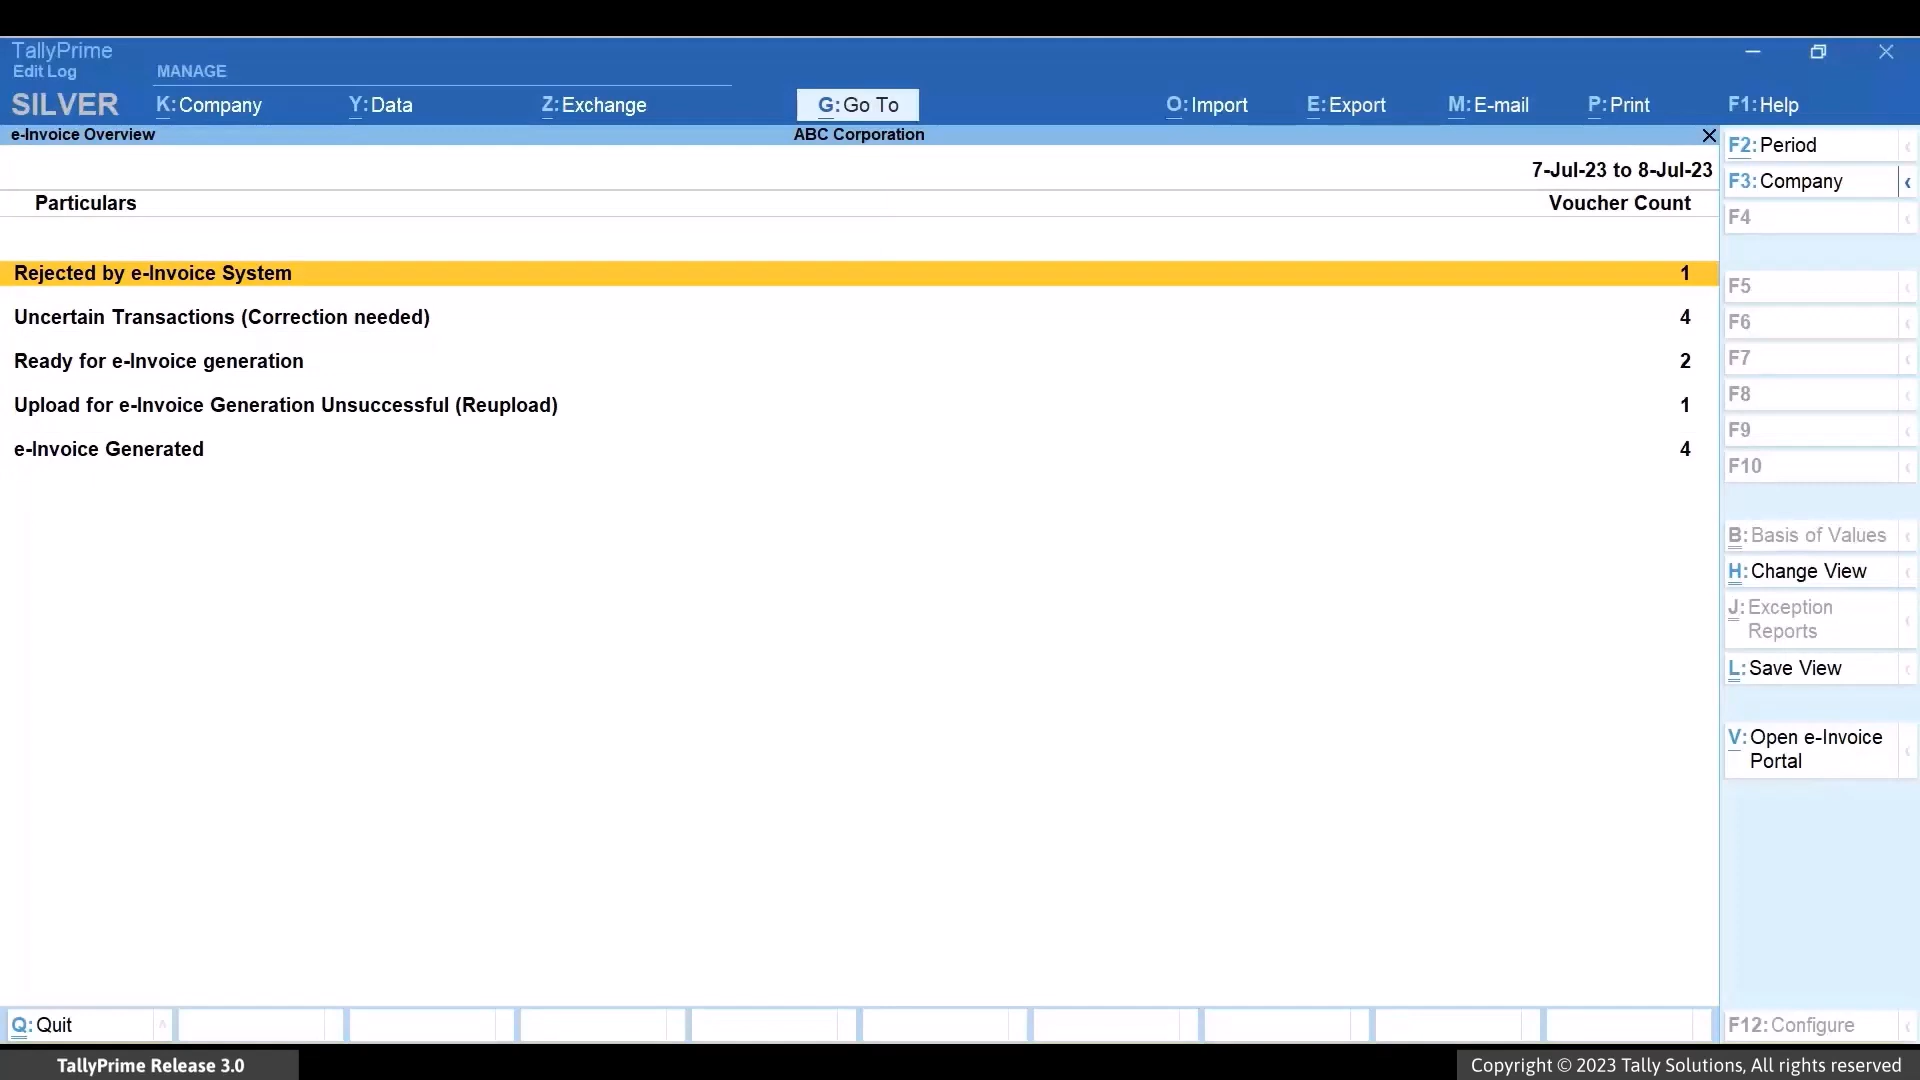 TallyPrime
Edit Log
MANAGE
SILVER
K: Company
Y: Data
Z: Exchange
G: Go To
O: Import
E: Export
M: E-mail
P: Print
F1: Help
e-Invoice Overview
ABC Corporation
7-Jul-23 to 8-Jul-23
Particulars
Voucher Count
Rejected by e-Invoice System 1
Uncertain Transactions (Correction needed) 4
Ready for e-Invoice generation 2
Upload for e-Invoice Generation Unsuccessful (Reupload) 1
e-Invoice Generated 4
F2: Period
F3: Company
F4
F5
F6
F7
F8
F9
F10
B: Basis of Values
H: Change View
J: Exception
Reports
L: Save View
V: Open e-Invoice
Portal
Q: Quit
F12: Configure
TallyPrime Release 3.0
Copyright © 2023 Tally Solutions, All rights reserved